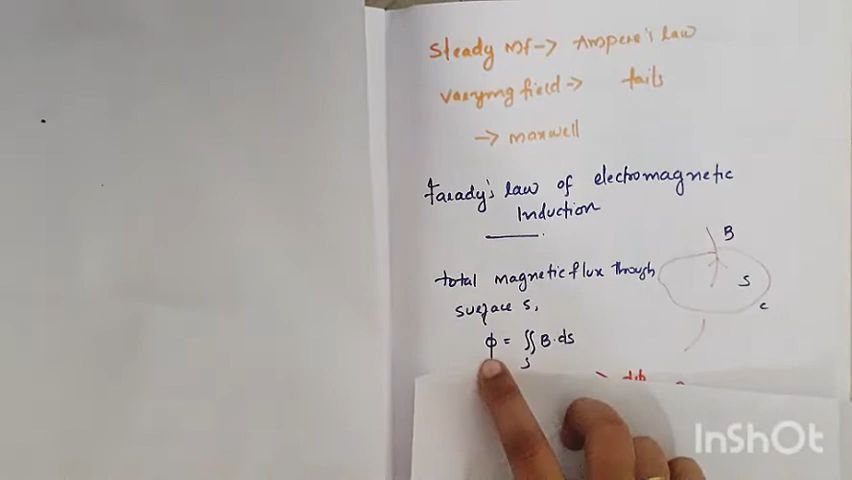 Steady mf -> Ampere's law
Varying field -> fails
-> maxwell
Faraday's law of electromagnetic
Induction
B
total magnetic flux through
S
surface s,
c
φ = ∬ B.ds
s
InShOt